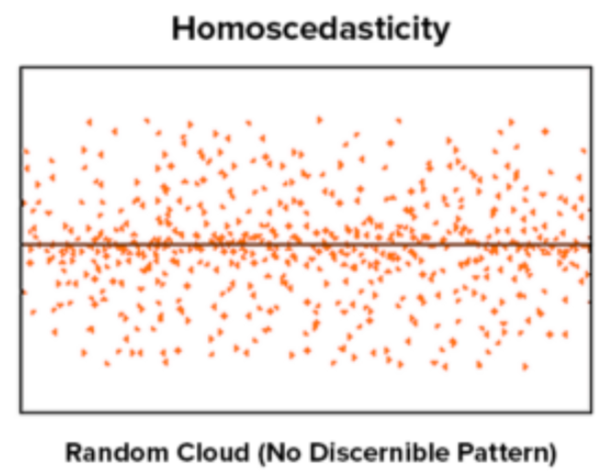 Homoscedasticity
Random Cloud (No Discernible Pattern)